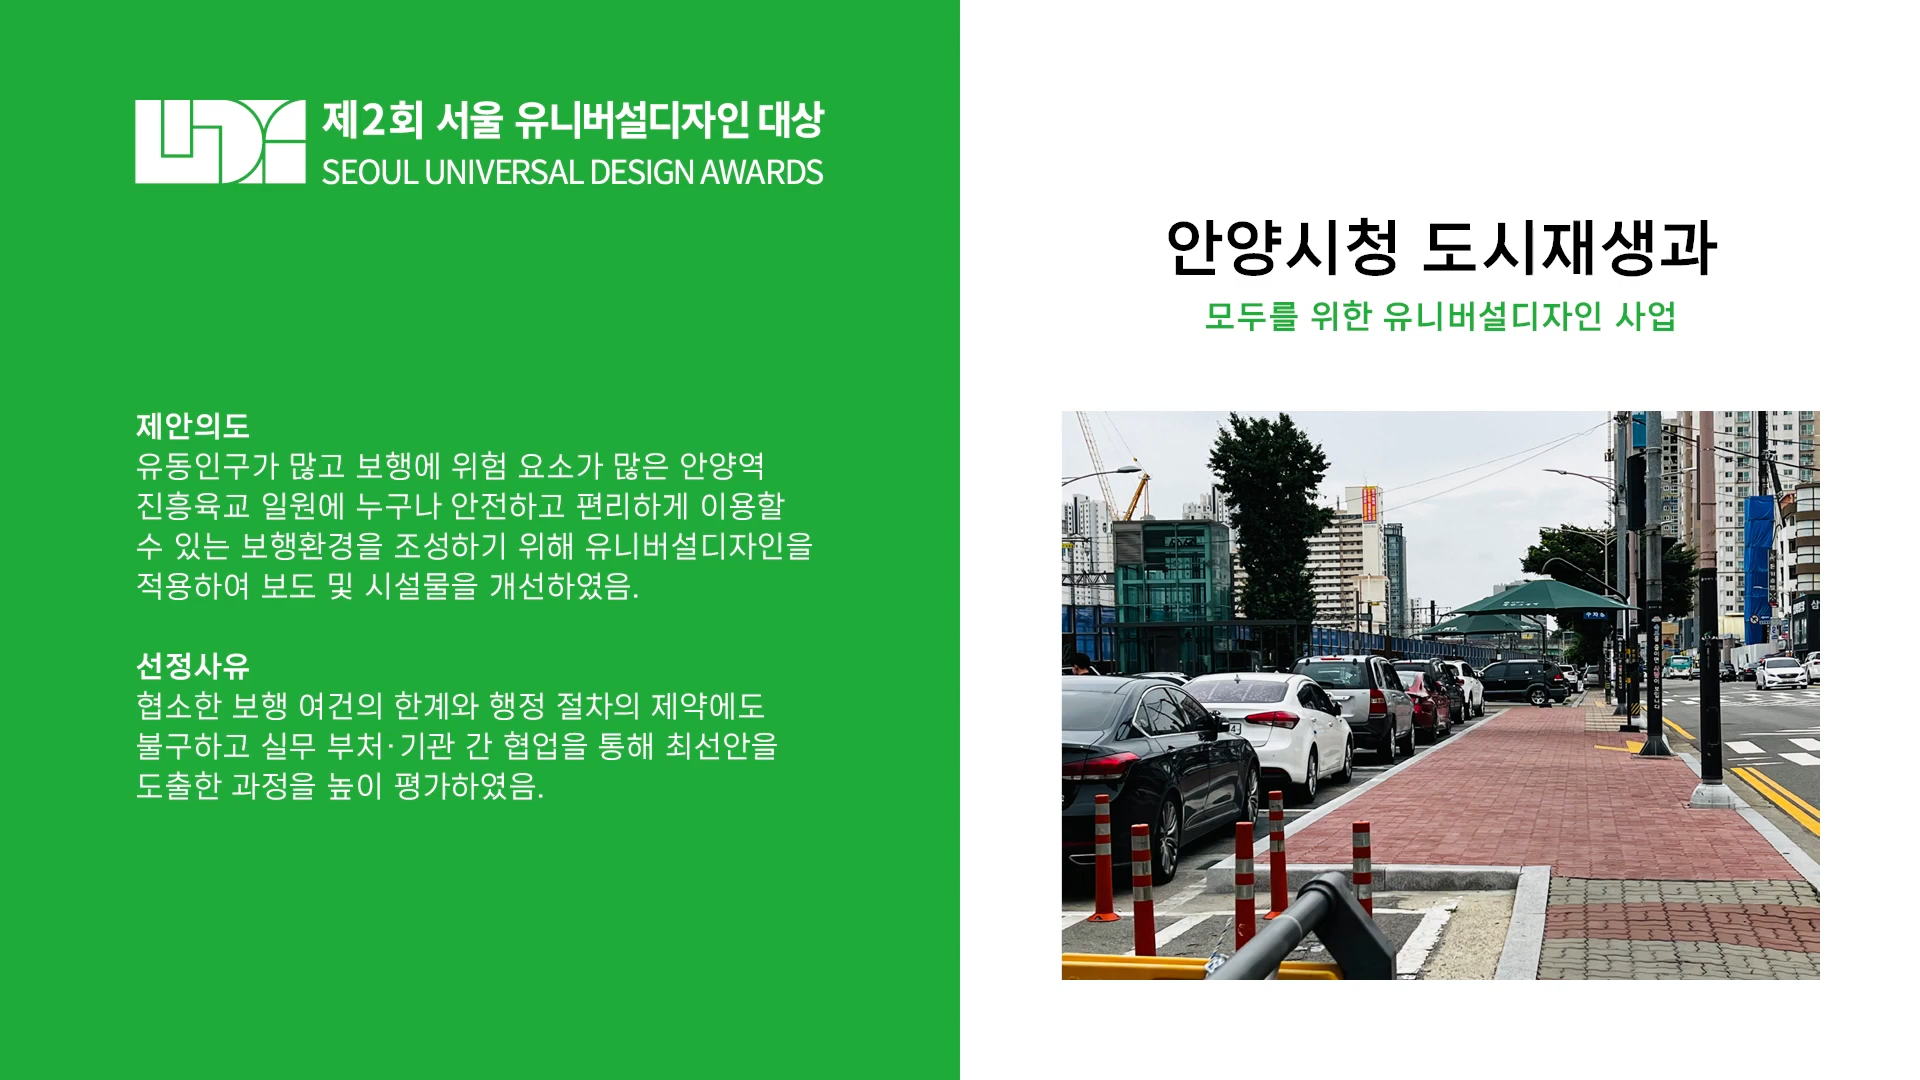 제2회 서울 유니버설디자인 대상
SEOUL UNIVERSAL DESIGN AWARDS
제안의도
유동인구가 많고 보행에 위험 요소가 많은 안양역
진흥육교 일원에 누구나 안전하고 편리하게 이용할
수 있는 보행환경을 조성하기 위해 유니버설디자인을
적용하여 보도 및 시설물을 개선하였음.
선정사유
협소한 보행 여건의 한계와 행정 절차의 제약에도
불구하고 실무 부처·기관 간 협업을 통해 최선안을
도출한 과정을 높이 평가하였음.
안양시청 도시재생과
모두를 위한 유니버설디자인 사업